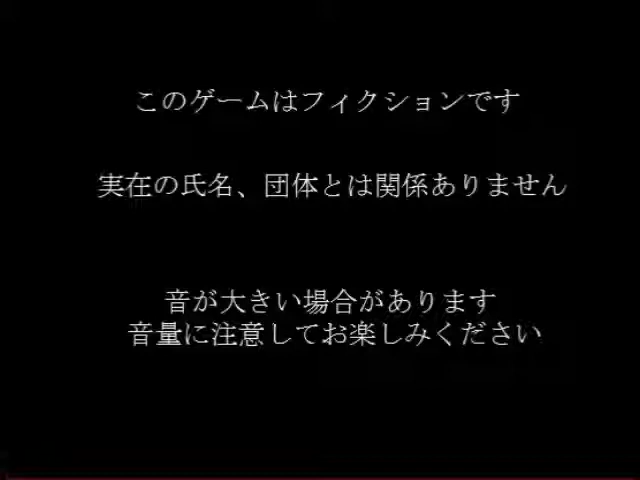 このゲームはフィクションです
実在の氏名、団体とは関係ありません
音が大きい場合があります
音量に注意してお楽しみください